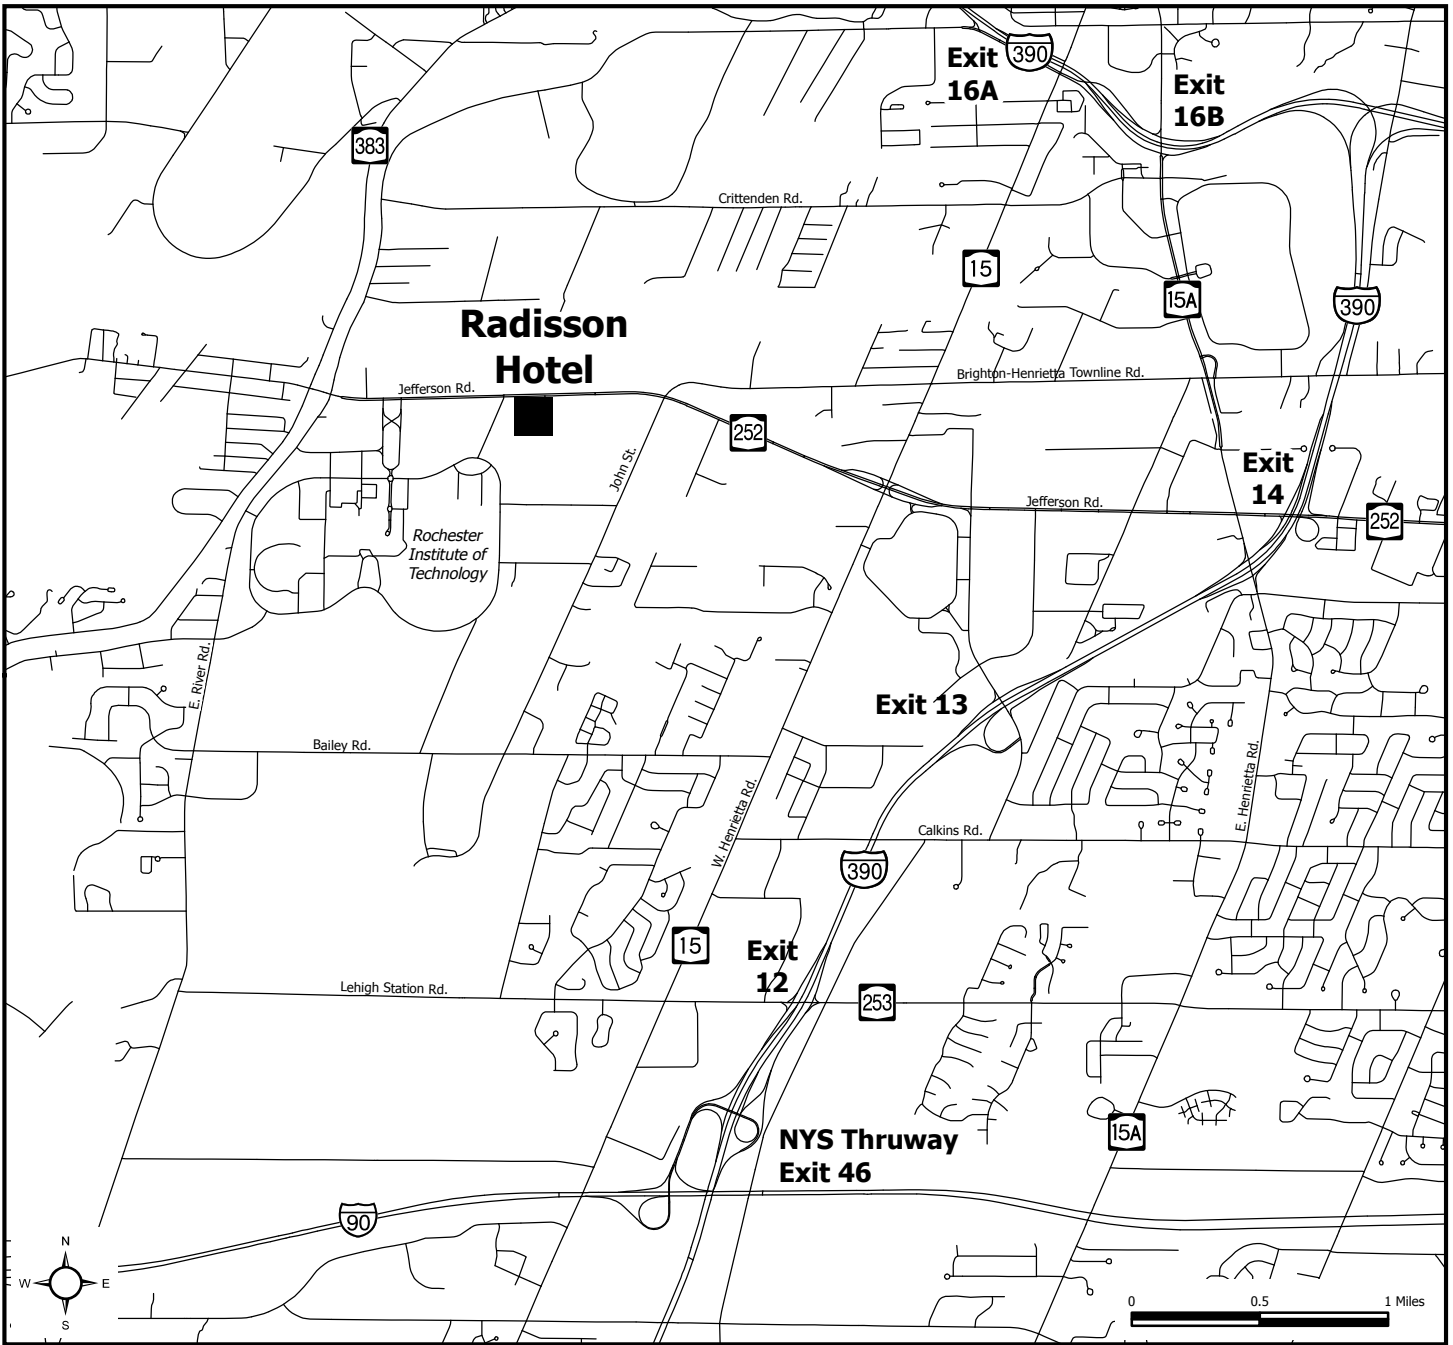 Exit
16A
390
Exit
16B
383
Crittenden Rd.
15
15A
390
Radisson
Hotel
Jefferson Rd.
Brighton-Henrietta Townline Rd.
252
John St.
Exit
14
Jefferson Rd.
252
Rochester
Institute of
Technology
E. River Rd.
Exit 13
Bailey Rd.
E. Henrietta Rd.
W. Henrietta Rd.
Calkins Rd.
390
15
Exit
12
Lehigh Station Rd.
253
15A
NYS Thruway
Exit 46
90
N
W
E
S
0
0.5
1 Miles